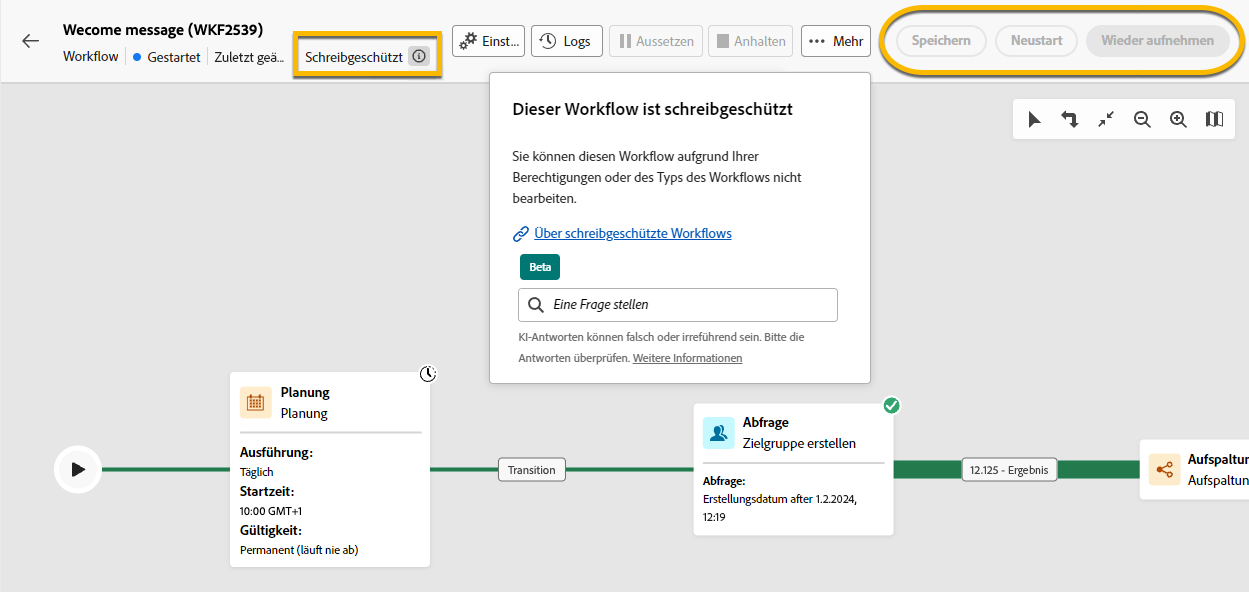 Wecome message (WKF2539)
Workflow Gestartet Zuletzt geä... Schreibgeschützt
Einst... Logs Aussetzen Anhalten Mehr
Speichern Neustart Wieder aufnehmen
Dieser Workflow ist schreibgeschützt
Sie können diesen Workflow aufgrund Ihrer
Berechtigungen oder des Typs des Workflows nicht
bearbeiten.
Über schreibgeschützte Workflows
Beta
Eine Frage stellen
KI-Antworten können falsch oder irreführend sein. Bitte die
Antworten überprüfen. Weitere Informationen
Planung
Planung
Ausführung:
Täglich
Startzeit:
10:00 GMT+1
Gültigkeit:
Permanent (läuft nie ab)
Transition
Abfrage
Zielgruppe erstellen
Abfrage:
Erstellungsdatum after 1.2.2024,
12:19
12.125 - Ergebnis
Aufspaltun
Aufspaltun